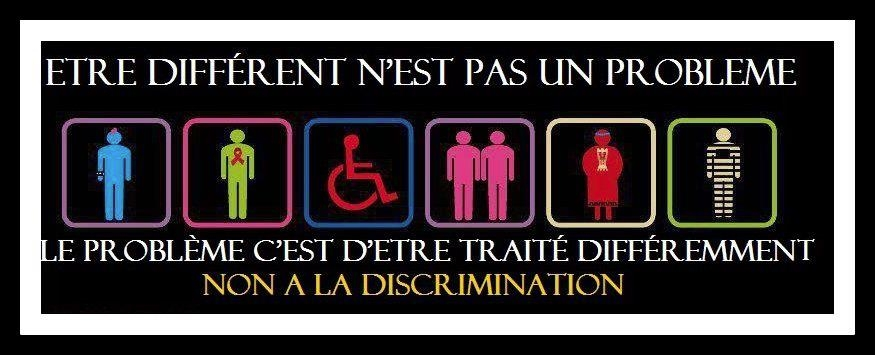 ETRE DIFFÉRENT N'EST PAS UN PROBLEME
LE PROBLÈME C'EST D'ETRE TRAITÉ DIFFÉREMMENT
NON A LA DISCRIMINATION